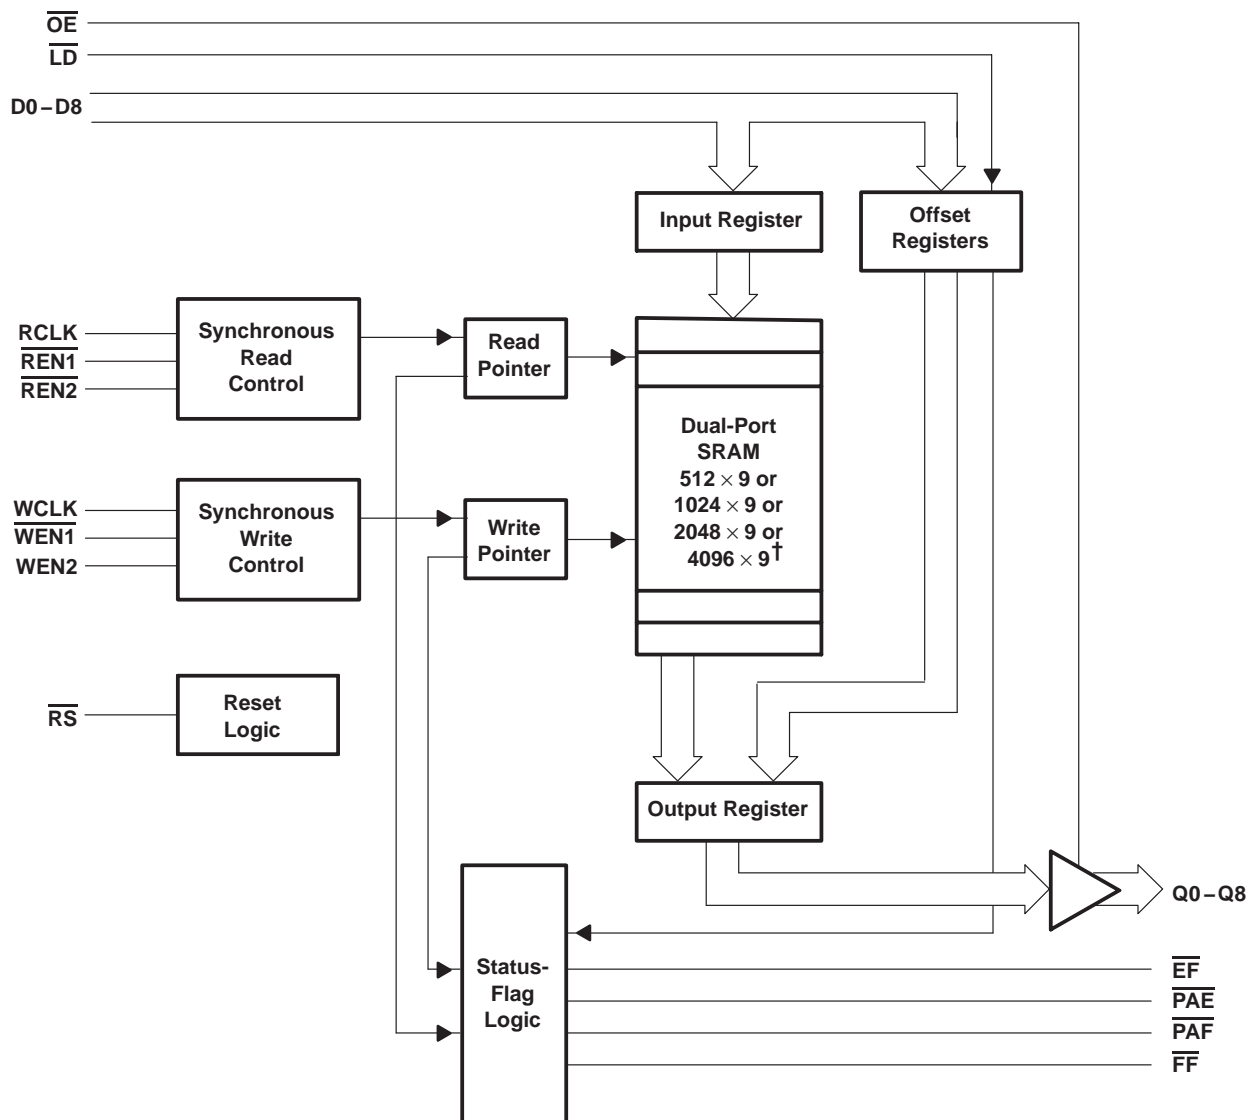 OE
LD
D0–D8
Input Register
Offset
Registers
RCLK
REN1
REN2
Synchronous
Read
Control
Read
Pointer
Dual-Port
SRAM
512 × 9 or
1024 × 9 or
2048 × 9 or
4096 × 9†
WCLK
WEN1
WEN2
Synchronous
Write
Control
Write
Pointer
RS
Reset
Logic
Output Register
Q0–Q8
Status-
Flag
Logic
EF
PAE
PAF
FF